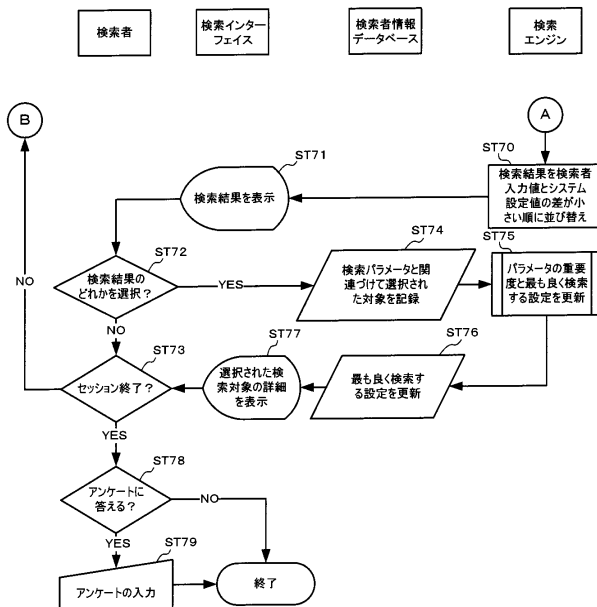 検索者
検索インター
フェイス
検索者情報
データベース
検索
エンジン
B
A
ST70
検索結果を検索者
入力値とシステム
設定値の差が小
さい順に並び替え
ST71
検索結果を表示
ST72
検索結果の
どれかを選択？
YES
NO
ST74
検索パラメータと関
連づけて選択され
た対象を記録
ST75
パラメータの重要
度と最も良く検索
する設定を更新
ST76
最も良く検索す
る設定を更新
ST77
選択された検
索対象の詳細
を表示
ST73
セッション終了？
NO
YES
ST78
アンケートに
答える？
NO
YES
ST79
アンケートの入力
終了